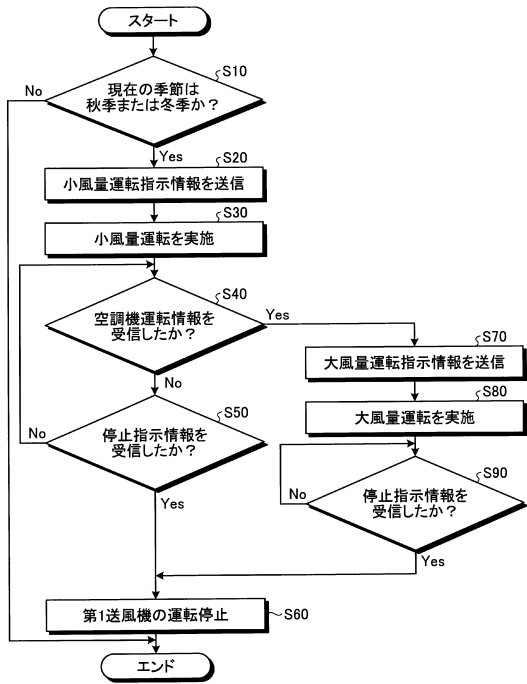 スタート
S10
現在の季節は
秋季または冬季か？
No
Yes
S20
小風量運転指示情報を送信
S30
小風量運転を実施
S40
空調機運転情報を
受信したか？
Yes
No
S50
停止指示情報を
受信したか？
No
Yes
S70
大風量運転指示情報を送信
S80
大風量運転を実施
S90
停止指示情報を
受信したか？
No
Yes
第1送風機の運転停止
S60
エンド